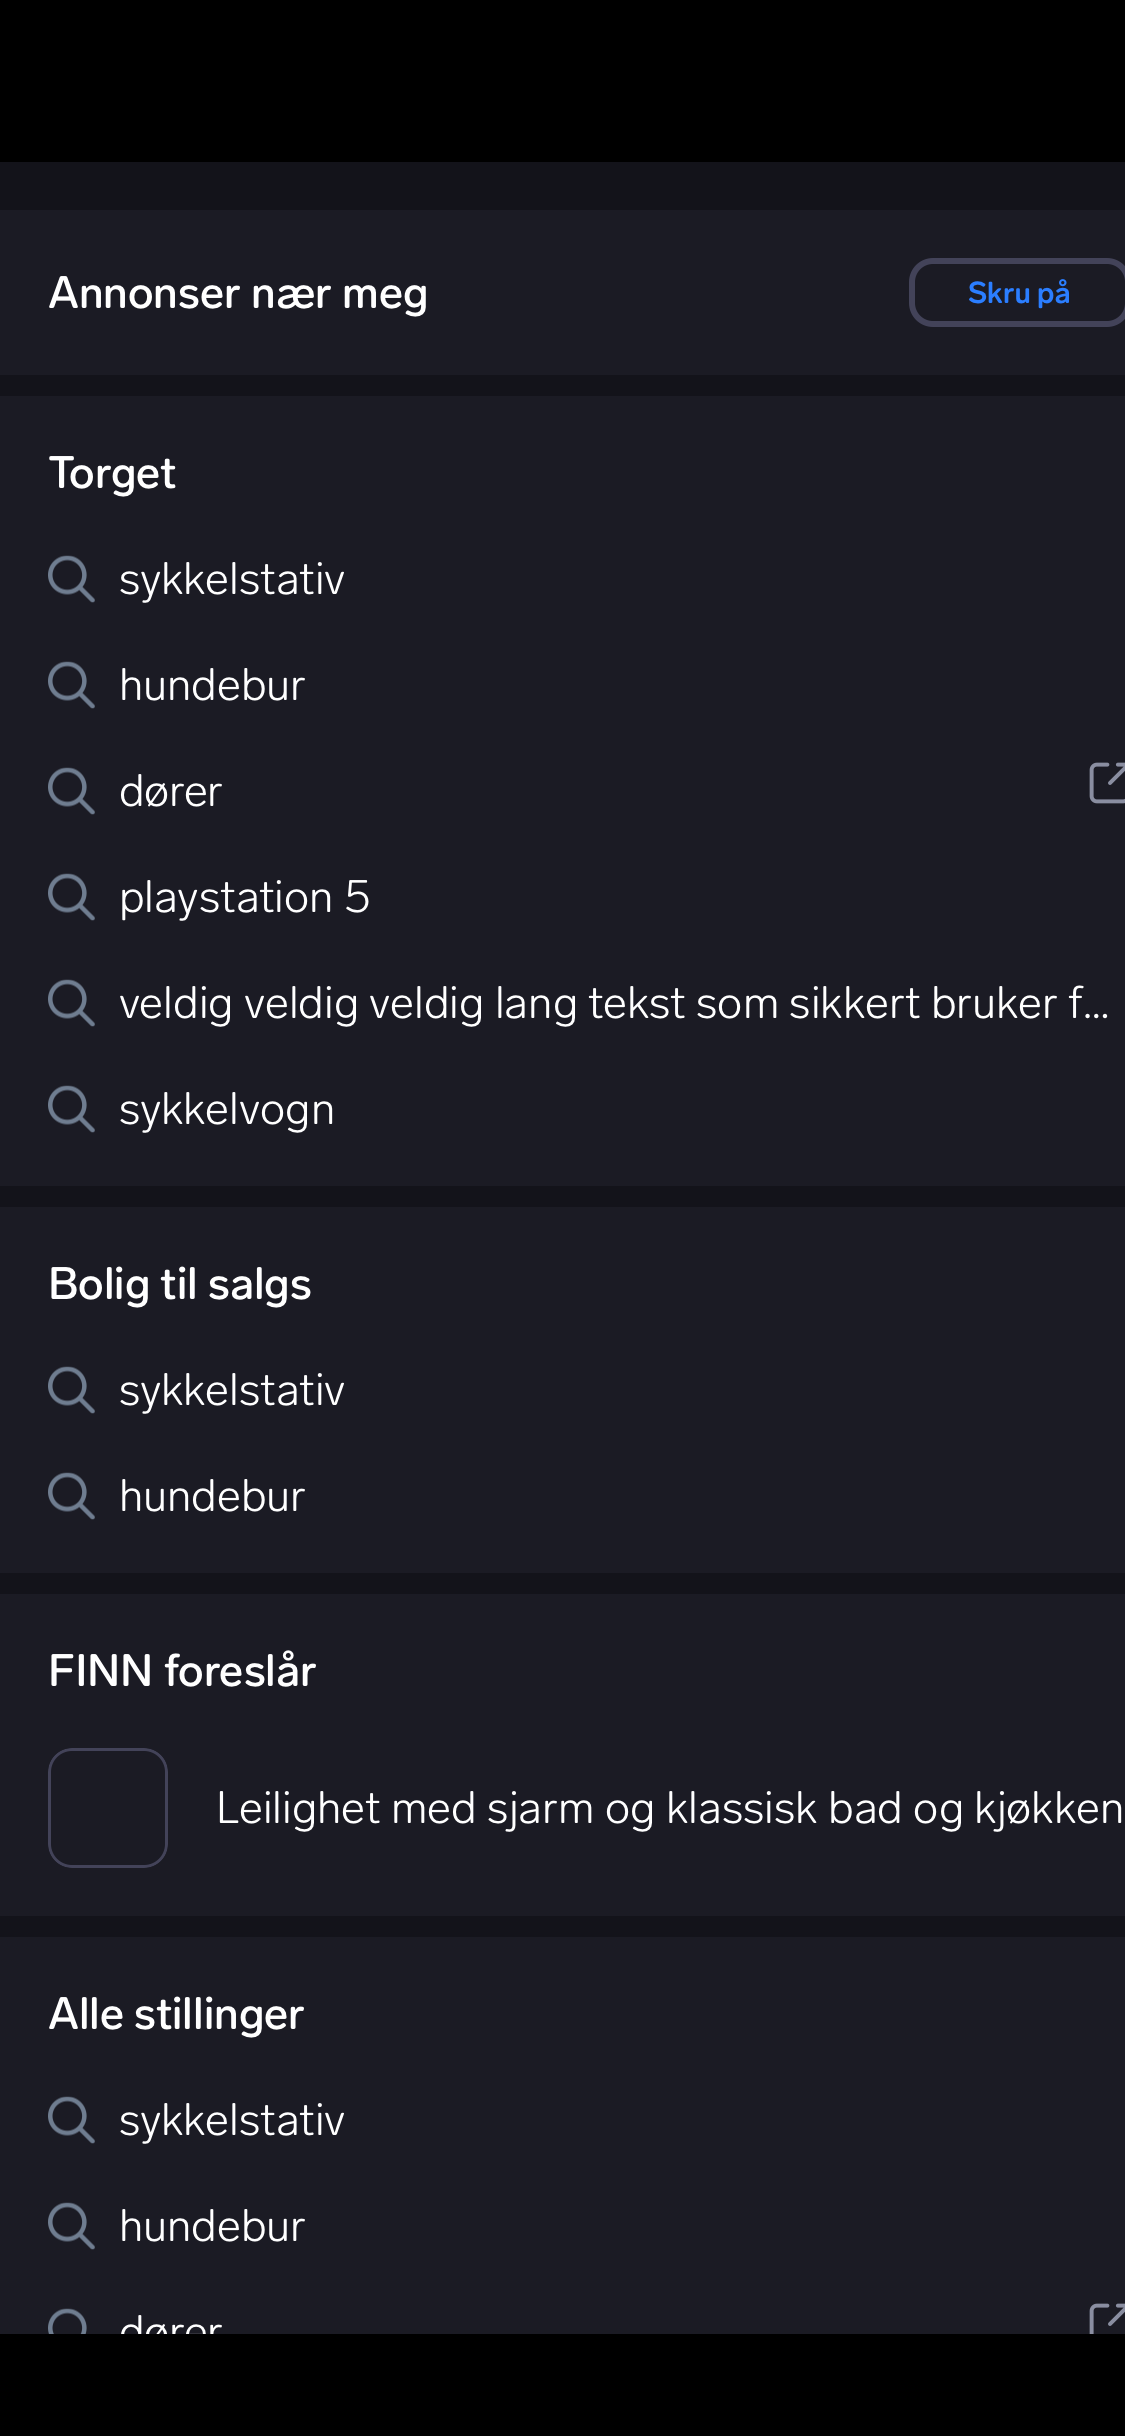 Annonser nær meg
Skru på
Torget
sykkelstativ
hundebur
dører
playstation 5
veldig veldig veldig lang tekst som sikkert bruker f...
sykkelvogn
Bolig til salgs
sykkelstativ
hundebur
FINN foreslår
Leilighet med sjarm og klassisk bad og kjøkken
Alle stillinger
sykkelstativ
hundebur
dører